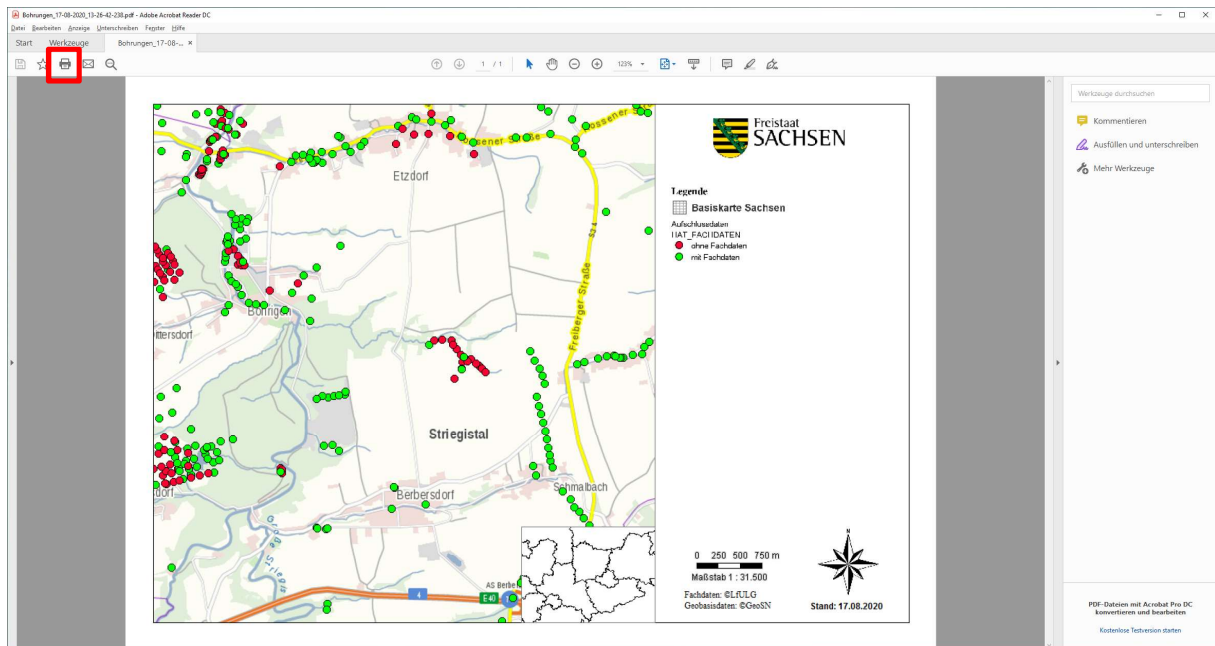 Bohrungen_17-08-2020_13-26-42-238.pdf - Adobe Acrobat Reader DC
Datei Bearbeiten Anzeige Unterschreiben Fenster Hilfe
Start Werkzeuge Bohrungen_17-08-... ×
1 / 1 123%
Werkzeuge durchsuchen
Kommentieren
Ausfüllen und unterschreiben
Mehr Werkzeuge
Freistaat
SACHSEN
Legende
Basiskarte Sachsen
Aufschlussdaten
HAT_FACHDATEN
ohne Fachdaten
mit Fachdaten
Etzdorf
S 34
Freiberger Straße
Striegistal
Berbersdorf
Schmalbach
Große
Striegis
AS Berbe
4
E 40
0 250 500 750 m
Maßstab 1 : 31.500
Fachdaten: ©LfULG
Geobasisdaten: ©GeoSN
N
Stand: 17.08.2020
PDF-Dateien mit Acrobat Pro DC
konvertieren und bearbeiten
Kostenlose Testversion starten